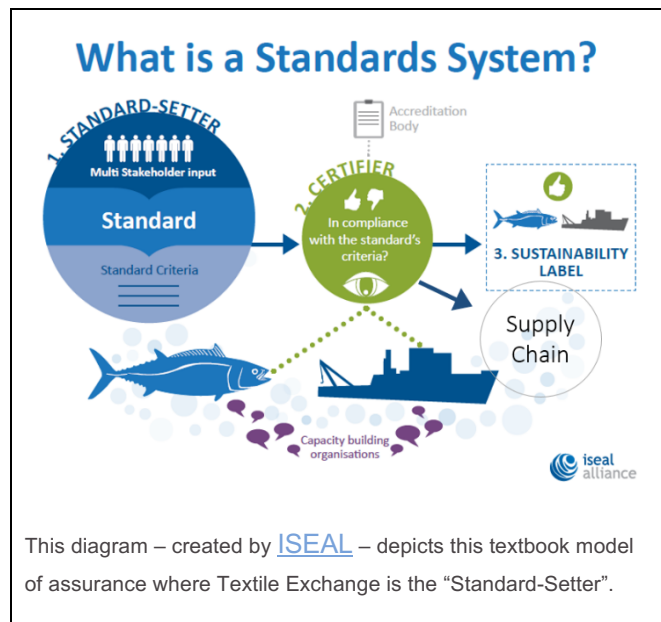 What is a Standards System?
1. STANDARD-SETTER
Multi Stakeholder input
Standard
Standard Criteria
Accreditation
Body
2. CERTIFIER
In compliance
with the standard's
criteria?
3. SUSTAINABILITY
LABEL
Supply
Chain
Capacity building
organisations
iseal
alliance
This diagram – created by ISEAL – depicts this textbook model
of assurance where Textile Exchange is the “Standard-Setter”.